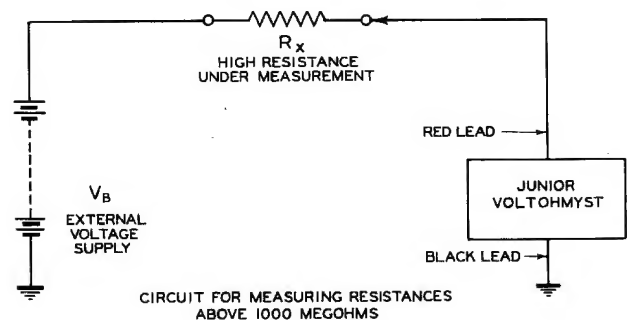 Rx
HIGH RESISTANCE
UNDER MEASUREMENT
RED LEAD
JUNIOR
VOLTOHMYST
VB
EXTERNAL
VOLTAGE
SUPPLY
BLACK LEAD
CIRCUIT FOR MEASURING RESISTANCES
ABOVE 1000 MEGOHMS